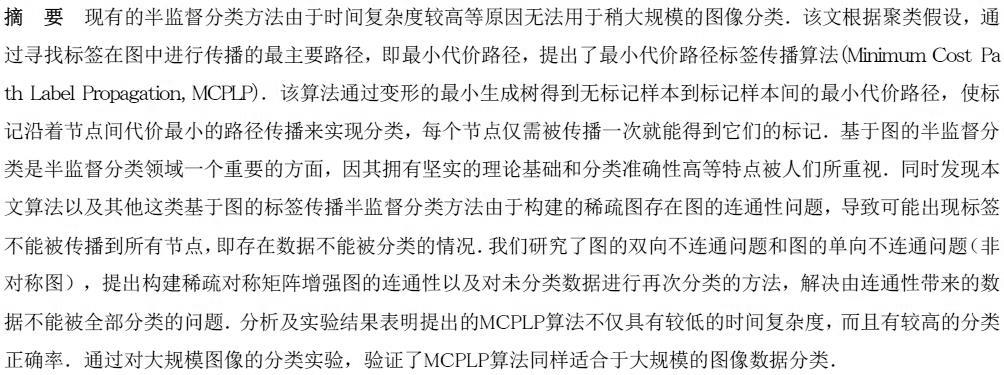 摘　要　现有的半监督分类方法由于时间复杂度较高等原因无法用于稍大规模的图像分类．该文根据聚类假设，通
过寻找标签在图中进行传播的最主要路径，即最小代价路径，提出了最小代价路径标签传播算法(Minimum Cost Pa
th Label Propagation, MCPLP)．该算法通过变形的最小生成树得到无标记样本到标记样本间的最小代价路径，使标
记沿着节点间代价最小的路径传播来实现分类，每个节点仅需被传播一次就能得到它们的标记．基于图的半监督分
类是半监督分类领域一个重要的方面，因其拥有坚实的理论基础和分类准确性高等特点被人们所重视．同时发现本
文算法以及其他这类基于图的标签传播半监督分类方法由于构建的稀疏图存在图的连通性问题，导致可能出现标签
不能被传播到所有节点，即存在数据不能被分类的情况．我们研究了图的双向不连通问题和图的单向不连通问题（非
对称图），提出构建稀疏对称矩阵增强图的连通性以及对未分类数据进行再次分类的方法，解决由连通性带来的数
据不能被全部分类的问题．分析及实验结果表明提出的MCPLP算法不仅具有较低的时间复杂度，而且有较高的分类
正确率．通过对大规模图像的分类实验，验证了MCPLP算法同样适合于大规模的图像数据分类．